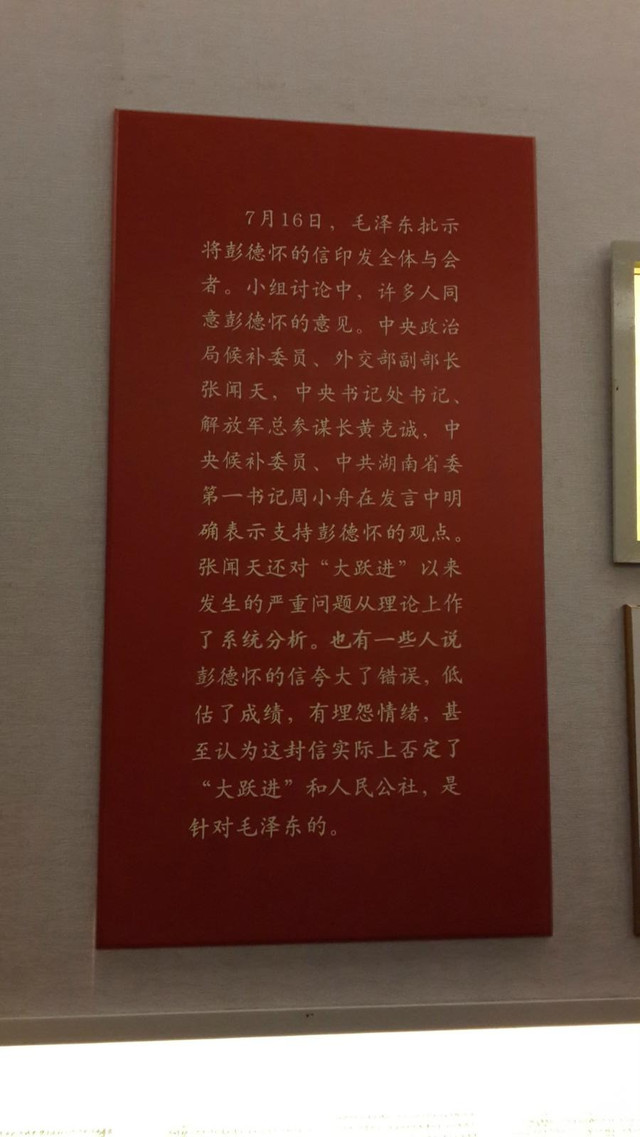 7月16日，毛泽东批示
将彭德怀的信印发全体与会
者。小组讨论中，许多人同
意彭德怀的意见。中央政治
局候补委员、外交部副部长
张闻天，中央书记处书记、
解放军总参谋长黄克诚，中
央候补委员、中共湖南省委
第一书记周小舟在发言中明
确表示支持彭德怀的观点。
张闻天还对“大跃进”以来
发生的严重问题从理论上作
了系统分析。也有一些人说
彭德怀的信夸大了错误，低
估了成绩，有埋怨情绪，甚
至认为这封信实际上否定了
“大跃进”和人民公社，是
针对毛泽东的。